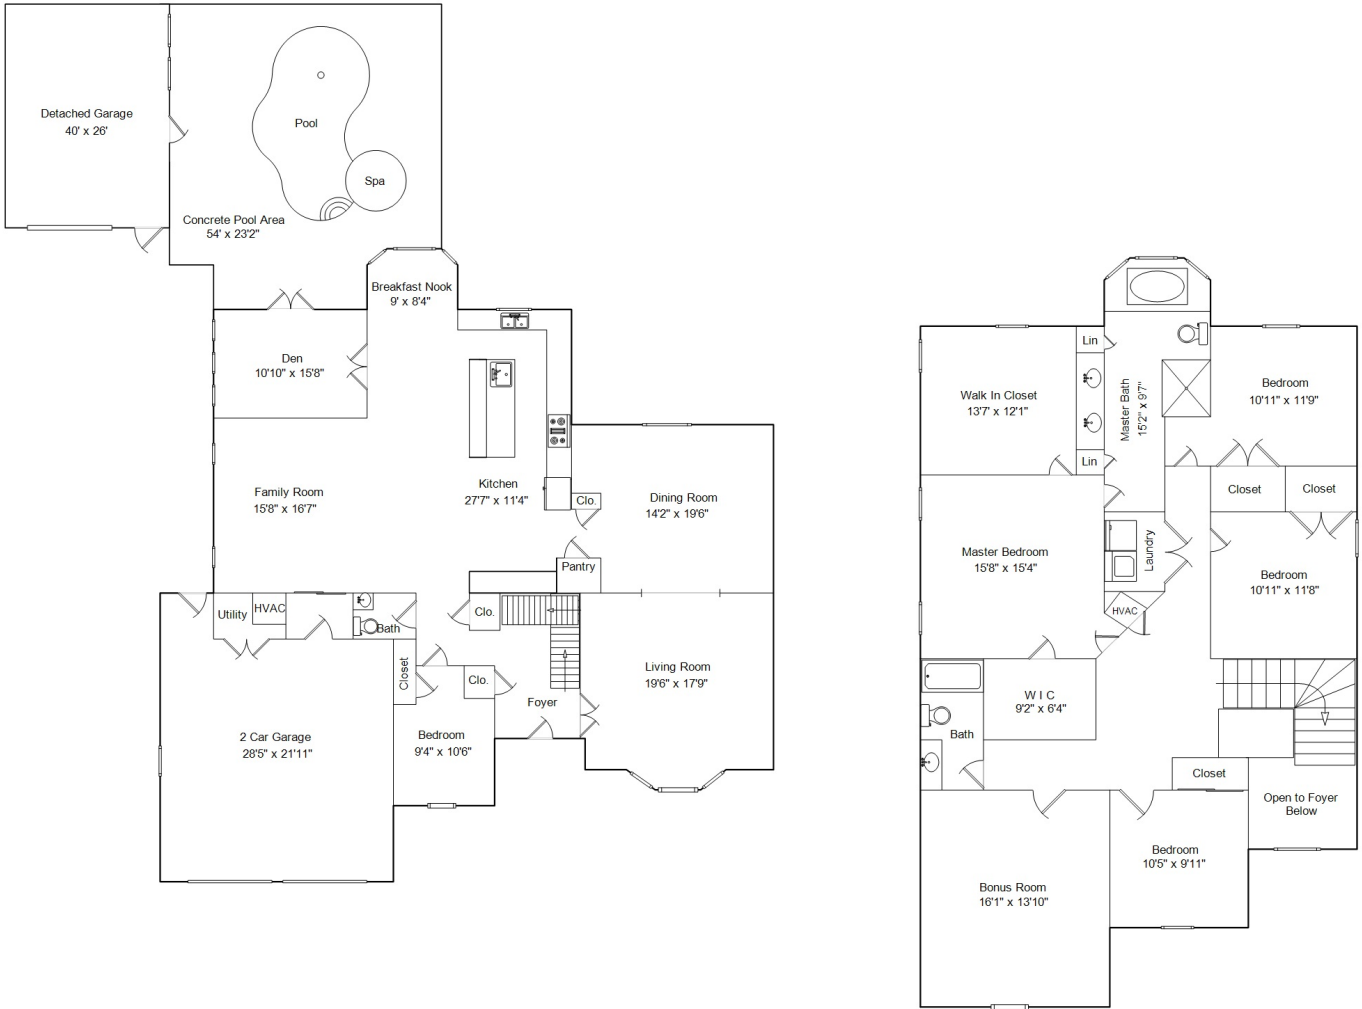 Detached Garage
40' x 26'
Pool
Spa
Concrete Pool Area
54' x 23'2"
Breakfast Nook
9' x 8'4"
Den
10'10" x 15'8"
Family Room
15'8" x 16'7"
Kitchen
27'7" x 11'4"
Clo.
Dining Room
14'2" x 19'6"
Pantry
Utility
HVAC
Bath
Clo.
Closet
Clo.
Living Room
19'6" x 17'9"
Foyer
2 Car Garage
28'5" x 21'11"
Bedroom
9'4" x 10'6"
Lin
Walk In Closet
13'7" x 12'1"
Master Bath
15'2" x 9'7"
Bedroom
10'11" x 11'9"
Lin
Closet
Closet
Master Bedroom
15'8" x 15'4"
Laundry
Bedroom
10'11" x 11'8"
HVAC
W I C
9'2" x 6'4"
Bath
Closet
Open to Foyer
Below
Bedroom
10'5" x 9'11"
Bonus Room
16'1" x 13'10"